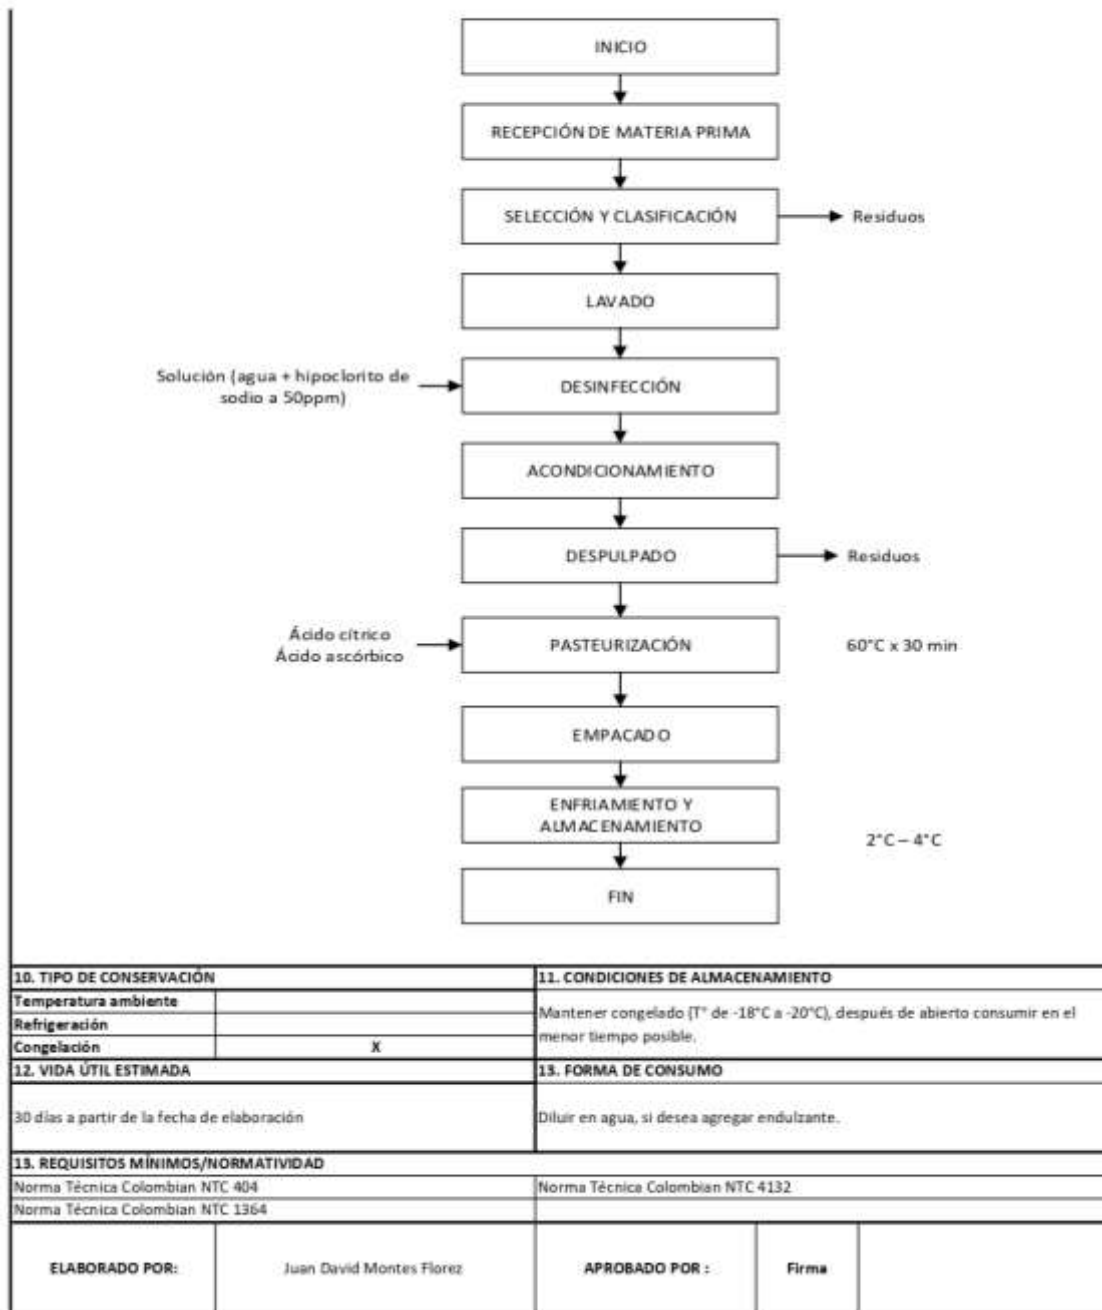 INICIO
RECEPCIÓN DE MATERIA PRIMA
SELECCIÓN Y CLASIFICACIÓN
Residuos
LAVADO
Solución (agua + hipoclorito de
sodio a 50ppm)
DESINFECCIÓN
ACONDICIONAMIENTO
DESPULPADO
Residuos
Ácido cítrico
Ácido ascórbico
PASTEURIZACIÓN
60°C x 30 min
EMPACADO
ENFRIAMIENTO Y
ALMACENAMIENTO
2°C – 4°C
FIN
10. TIPO DE CONSERVACIÓN
11. CONDICIONES DE ALMACENAMIENTO
Temperatura ambiente
Refrigeración
Congelación
X
Mantener congelado (T° de -18°C a -20°C), después de abierto consumir en el
menor tiempo posible.
12. VIDA ÚTIL ESTIMADA
13. FORMA DE CONSUMO
30 días a partir de la fecha de elaboración
Diluir en agua, si desea agregar endulzante.
13. REQUISITOS MÍNIMOS/NORMATIVIDAD
Norma Técnica Colombian NTC 404
Norma Técnica Colombian NTC 4132
Norma Técnica Colombian NTC 1364
ELABORADO POR:
Juan David Montes Florez
APROBADO POR :
Firma